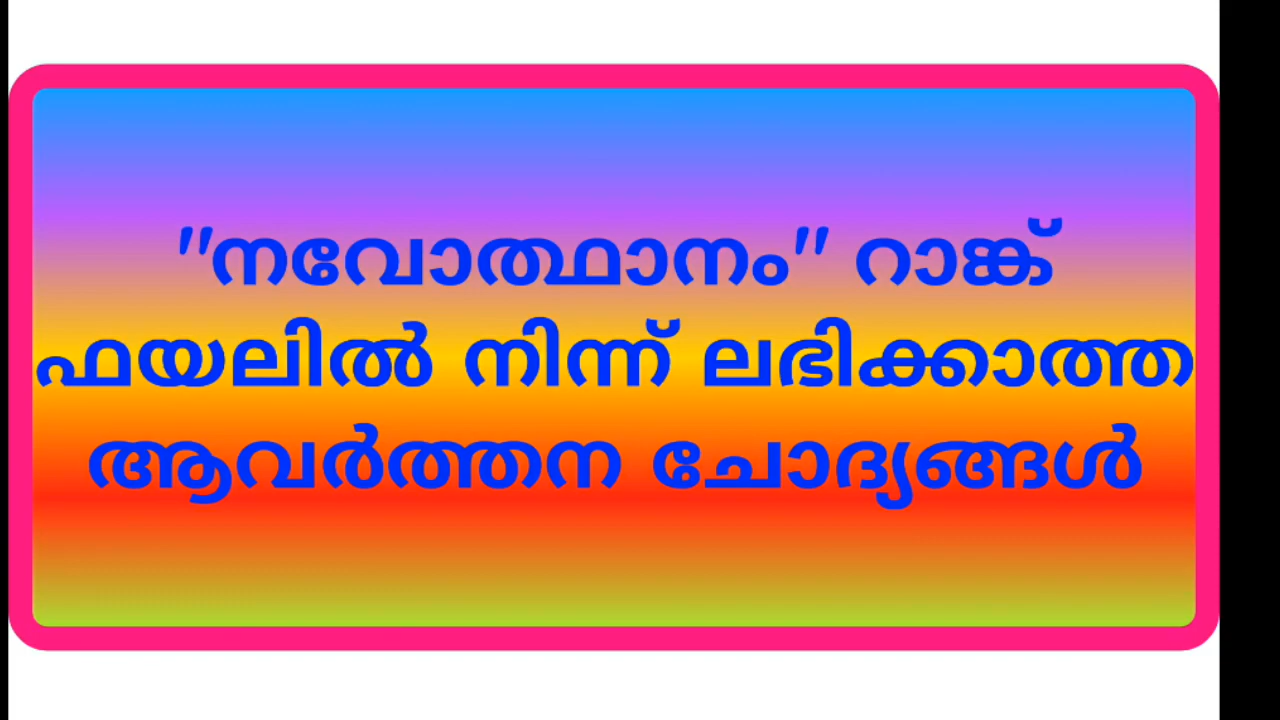 "നവോത്ഥാനം" റാങ്ക്
ഫയലിൽ നിന്ന് ലഭിക്കാത്ത
ആവർത്തന ചോദ്യങ്ങൾ